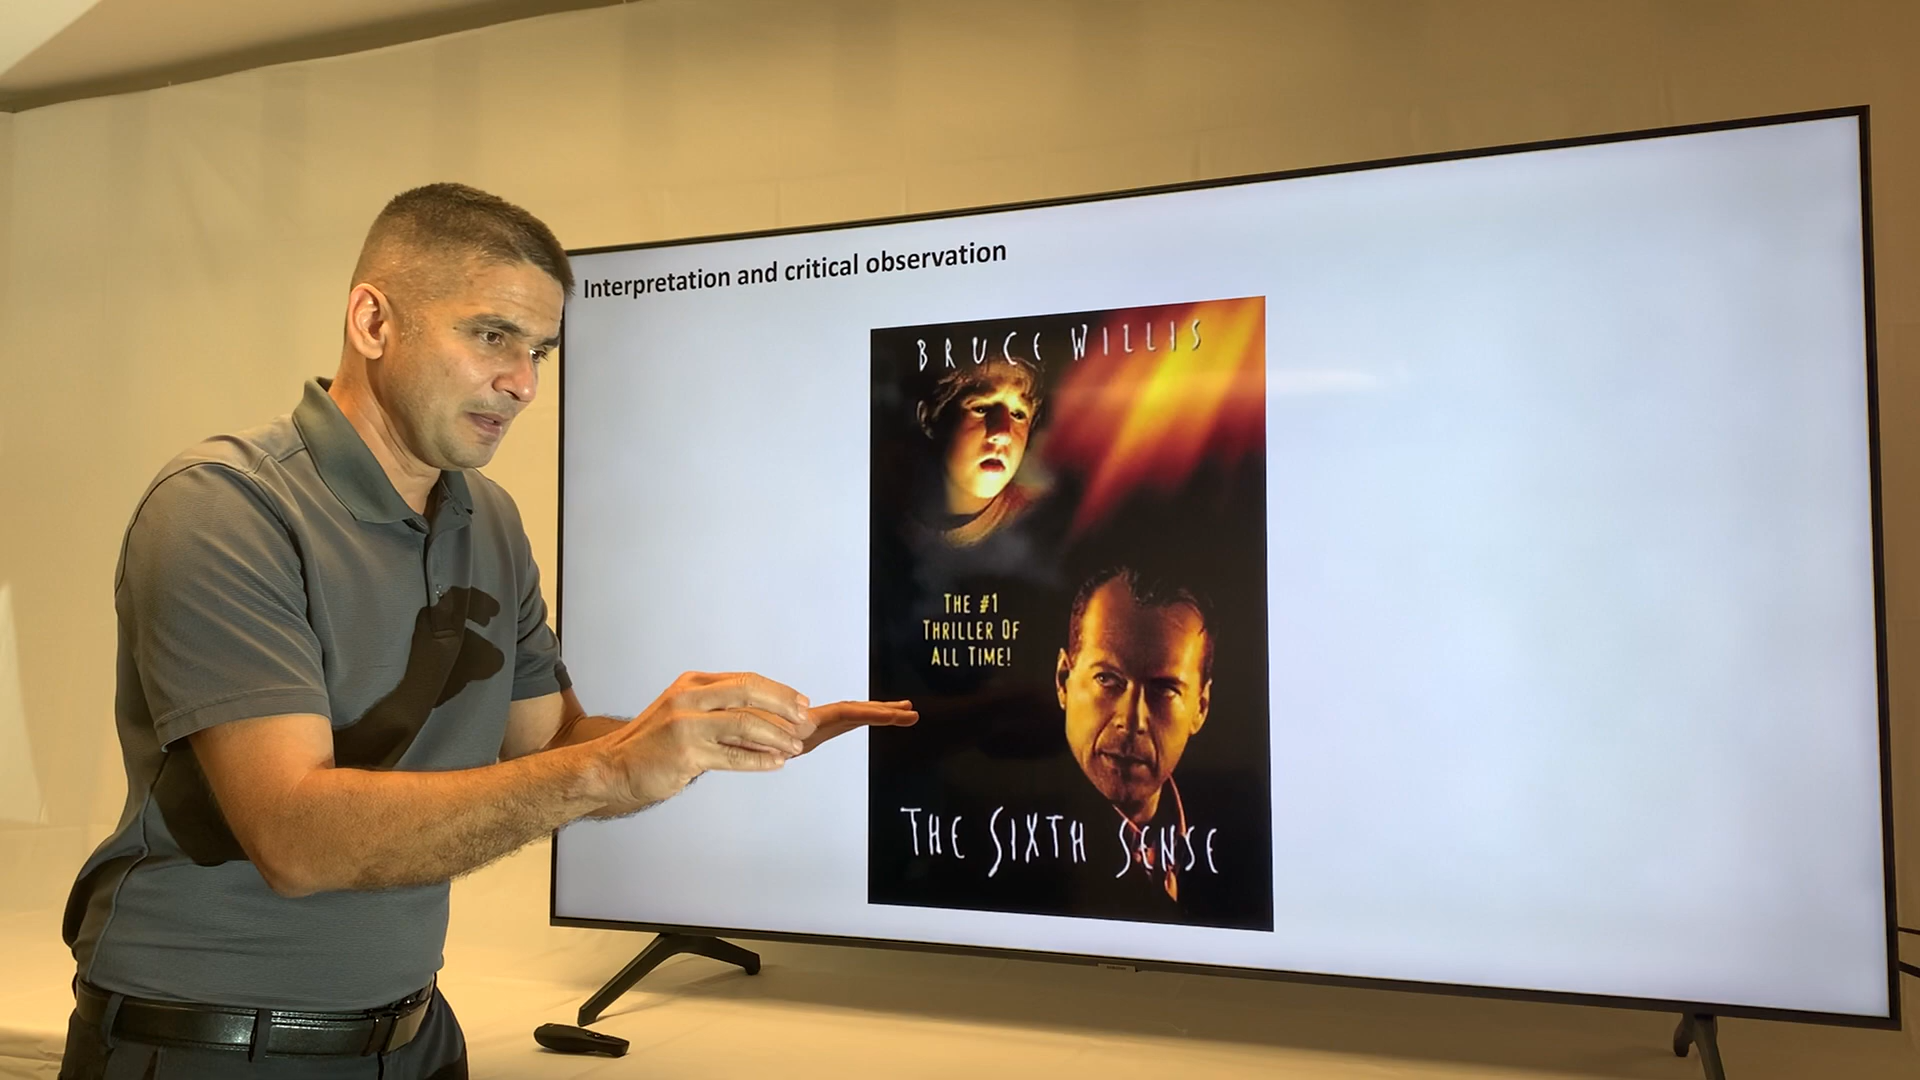 Interpretation and critical observation
BRUCE WILLIS
THE #1
THRILLER OF
ALL TIME!
THE SIXTH SENSE